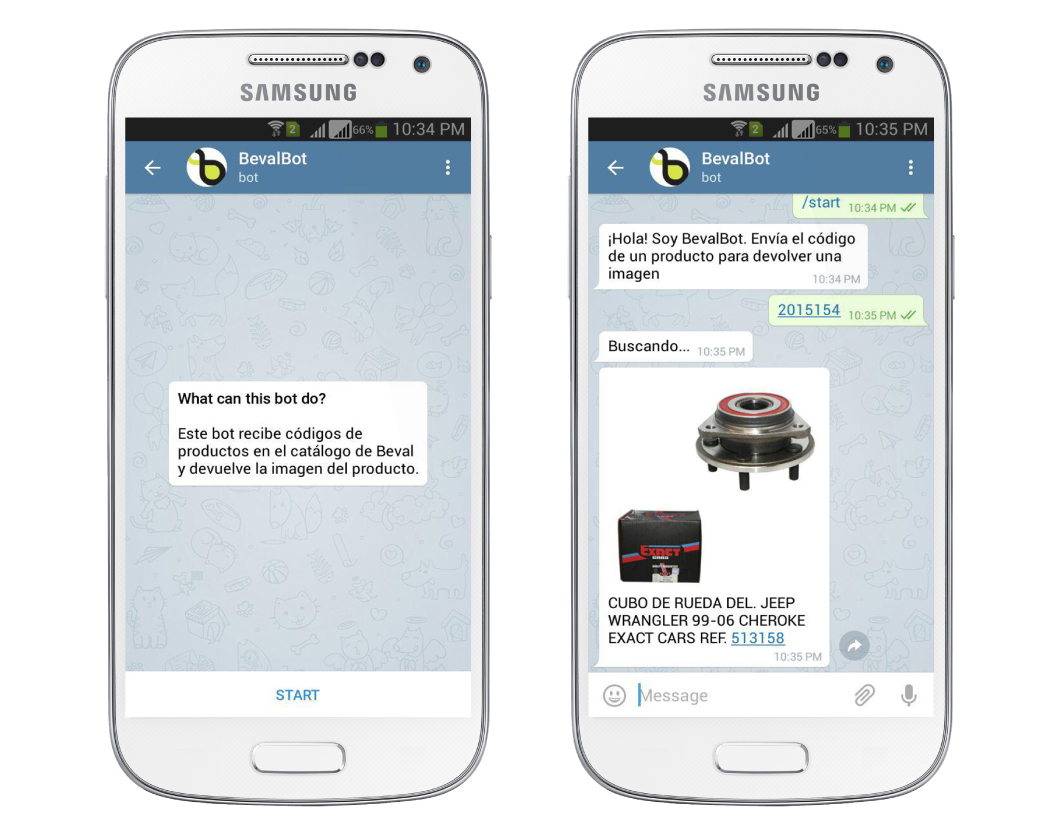 SAMSUNG
2 66% 10:34 PM
BevalBot
bot
What can this bot do?
Este bot recibe códigos de
productos en el catálogo de Beval
y devuelve la imagen del producto.
START
SAMSUNG
2 65% 10:35 PM
BevalBot
bot
/start 10:34 PM
¡Hola! Soy BevalBot. Envía el código
de un producto para devolver una
imagen
10:34 PM
2015154 10:35 PM
Buscando... 10:35 PM
EXACT
CARS
CUBO DE RUEDA DEL. JEEP
WRANGLER 99-06 CHEROKE
EXACT CARS REF. 513158
10:35 PM
Message